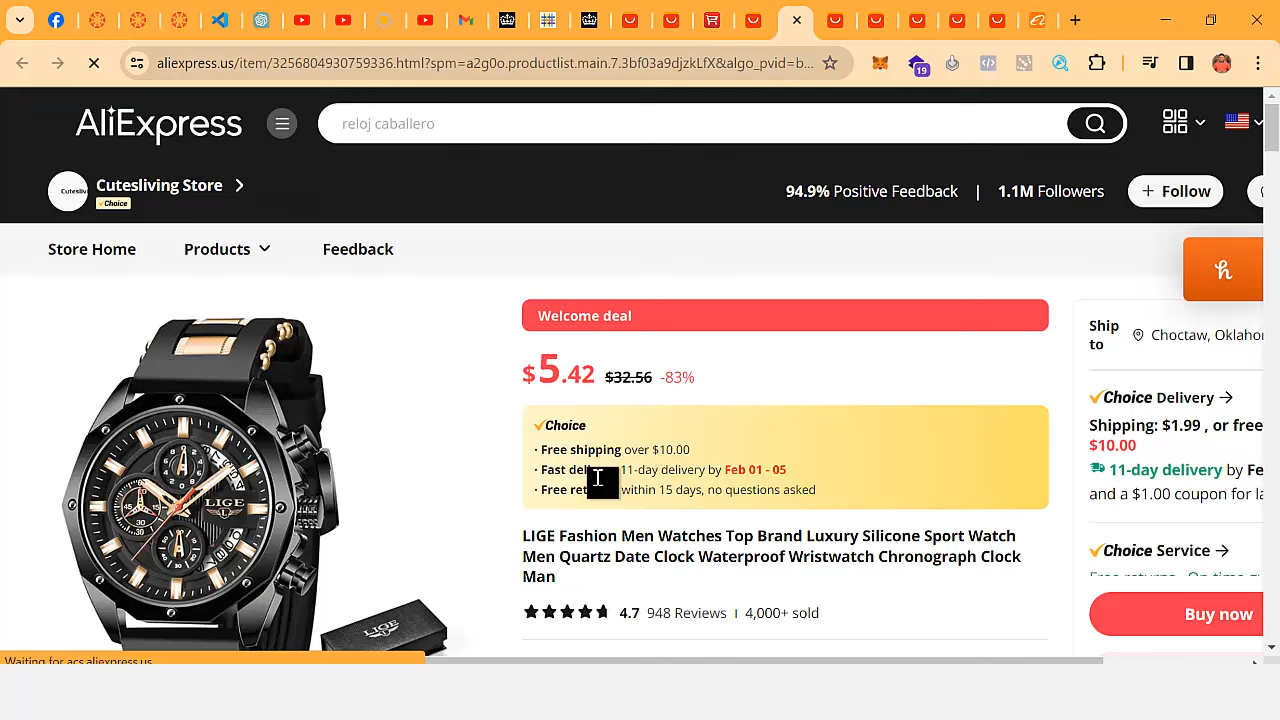 19
aliexpress.us/item/3256804930759336.html?spm=a2g0o.productlist.main.7.3bf03a9djzkLfX&algo_pvid=b...
AliExpress
reloj caballero
Cutesliving Store
Choice
94.9% Positive Feedback | 1.1M Followers
+ Follow
Store Home
Products
Feedback
Welcome deal
$5.42 $32.56 -83%
Choice
· Free shipping over $10.00
· Fast 11-day delivery by Feb 01 - 05
· Free within 15 days, no questions asked
LIGE Fashion Men Watches Top Brand Luxury Silicone Sport Watch
Men Quartz Date Clock Waterproof Wristwatch Chronograph Clock
Man
4.7 948 Reviews 4,000+ sold
LIGE
LIGE
Ship
to
Choctaw, Oklaho
Choice Delivery
Shipping: $1.99 , or free
$10.00
11-day delivery by Fe
and a $1.00 coupon for la
Choice Service
Buy now
Waiting for acs.aliexpress.us